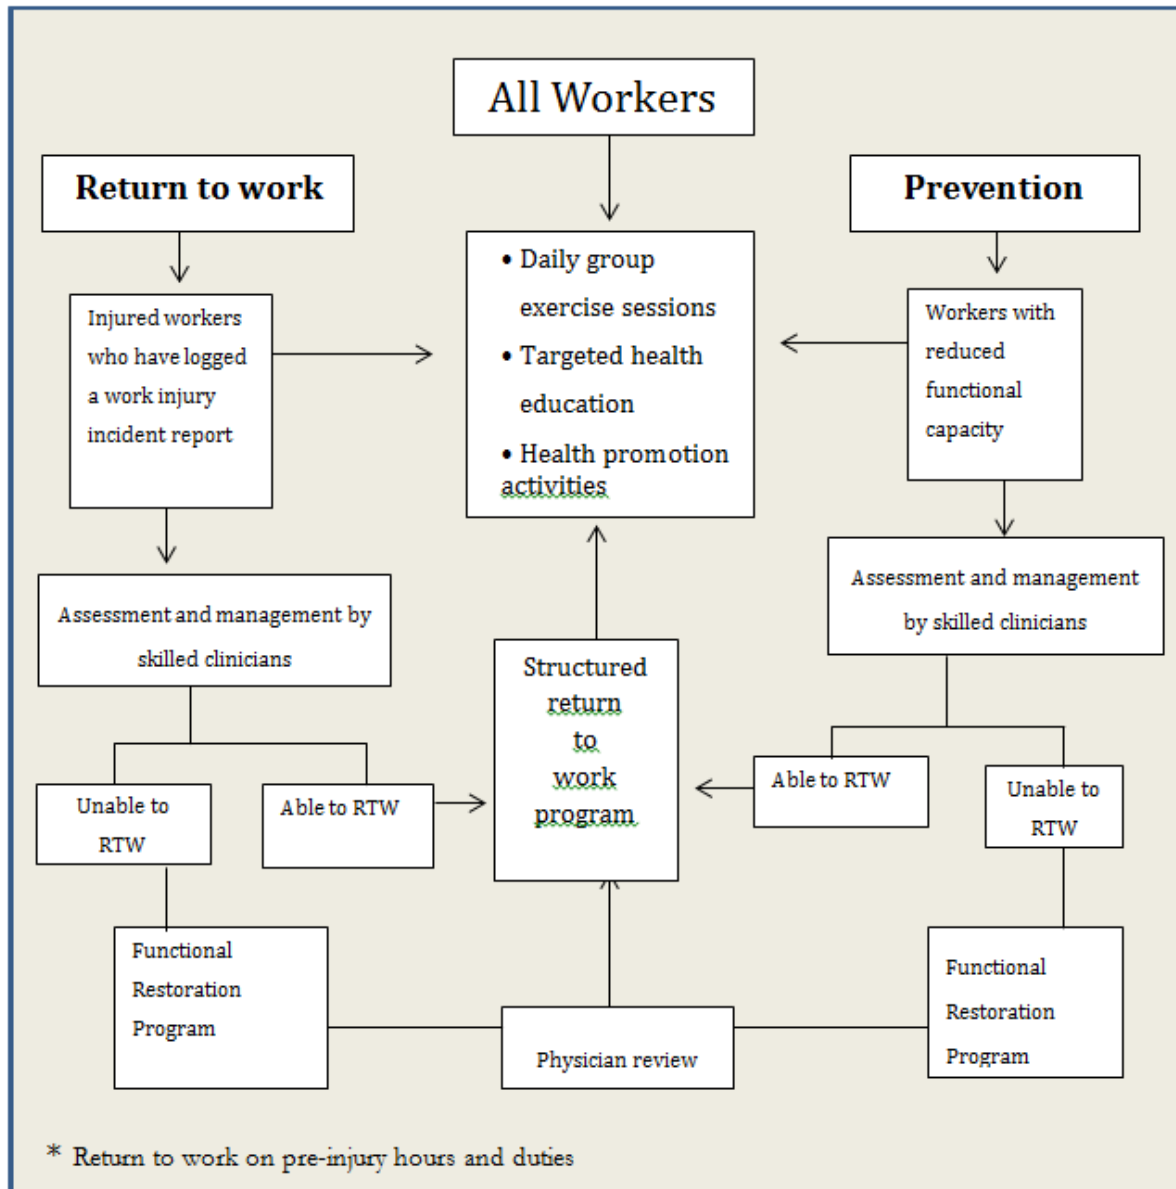 All Workers
Return to work
Prevention
• Daily group
exercise sessions
• Targeted health
education
• Health promotion
activities
Injured workers
who have logged
a work injury
incident report
Workers with
reduced
functional
capacity
Assessment and management by
skilled clinicians
Assessment and management
by skilled clinicians
Structured
return
to
work
program
Unable to
RTW
Able to RTW
Able to RTW
Unable to
RTW
Functional
Restoration
Program
Physician review
Functional
Restoration
Program
* Return to work on pre-injury hours and duties